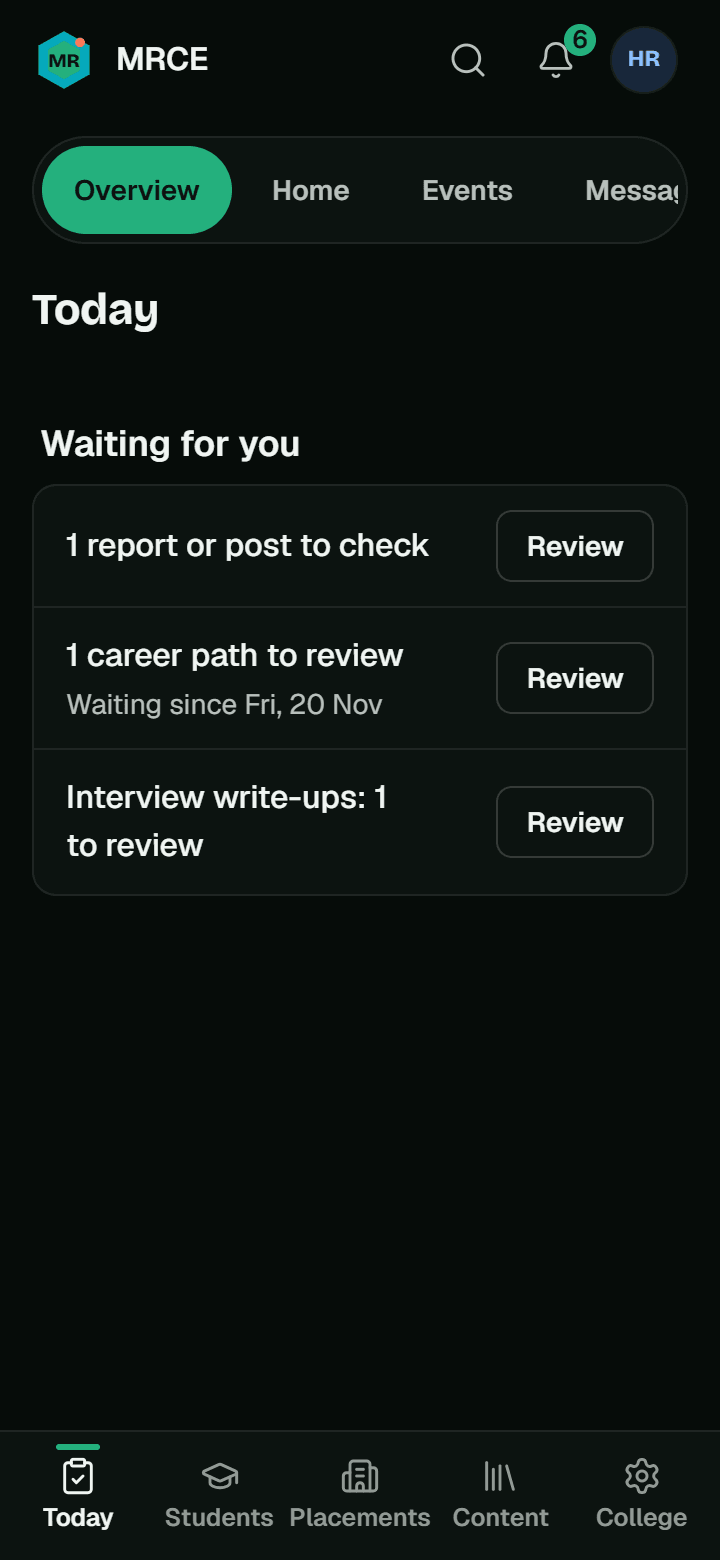 MR
MRCE
6
HR
Overview
Home
Events
Messag
Today
Waiting for you
1 report or post to check
Review
1 career path to review
Waiting since Fri, 20 Nov
Review
Interview write-ups: 1
to review
Review
Today
Students
Placements
Content
College